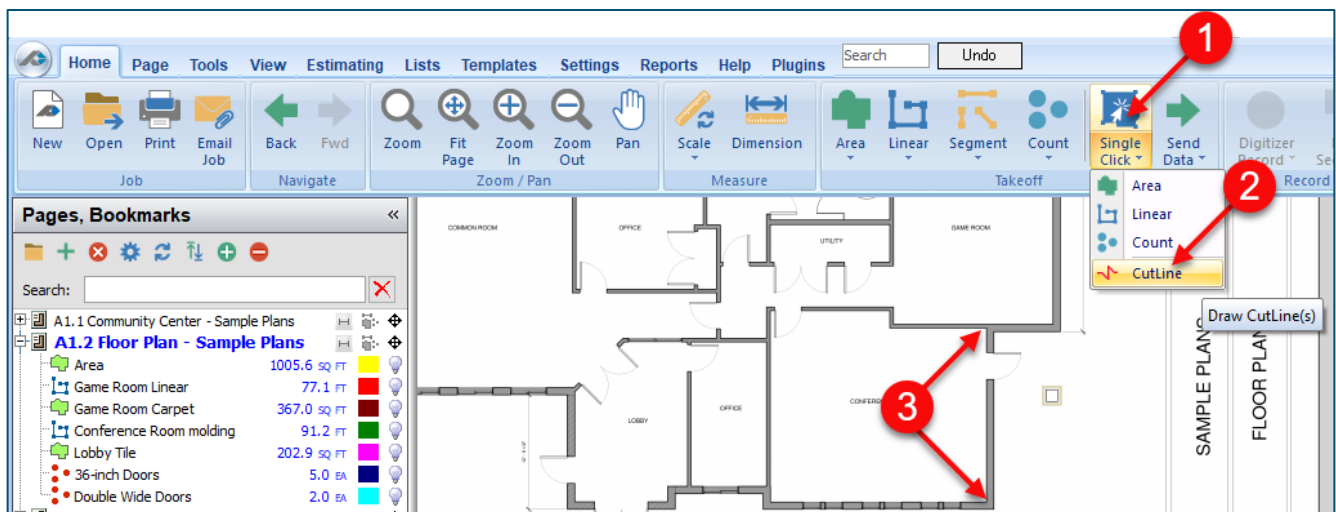 1
Home Page Tools View Estimating Lists Templates Settings Reports Help Plugins Search Undo
New Open Print Email Job Back Fwd Zoom Fit Page Zoom In Zoom Out Pan Scale Dimension Area Linear Segment Count Single Click Send Data Digitizer Record
Job Navigate Zoom / Pan Measure Takeoff Record
Area
2
Linear
Count
CutLine
Draw CutLine(s)
Pages, Bookmarks «
Search:
A1.1 Community Center - Sample Plans
A1.2 Floor Plan - Sample Plans
Area 1005.6 SQ FT
Game Room Linear 77.1 FT
Game Room Carpet 367.0 SQ FT
Conference Room molding 91.2 FT
Lobby Tile 202.9 SQ FT
36-inch Doors 5.0 EA
Double Wide Doors 2.0 EA
COMMON ROOM
OFFICE
UTILITY
GAME ROOM
LOBBY
OFFICE
3
SAMPLE PLANS
FLOOR PLAN